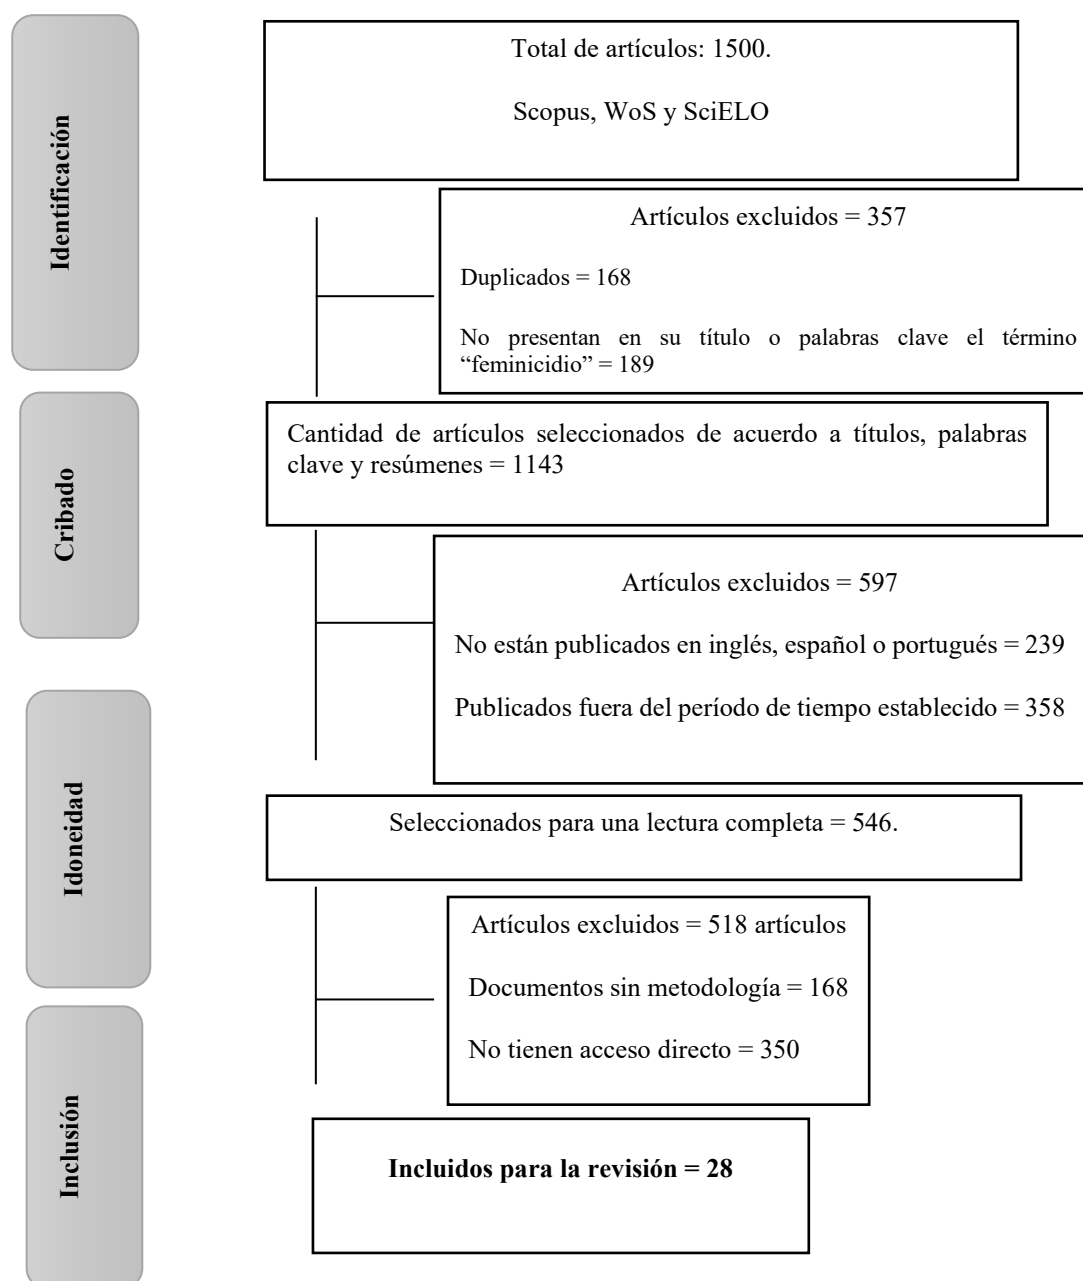 Identificación
Total de artículos: 1500.
Scopus, WoS y SciELO
Artículos excluidos = 357
Duplicados = 168
No presentan en su título o palabras clave el término
“feminicidio” = 189
Cribado
Cantidad de artículos seleccionados de acuerdo a títulos, palabras
clave y resúmenes = 1143
Artículos excluidos = 597
No están publicados en inglés, español o portugués = 239
Publicados fuera del período de tiempo establecido = 358
Idoneidad
Seleccionados para una lectura completa = 546.
Artículos excluidos = 518 artículos
Documentos sin metodología = 168
No tienen acceso directo = 350
Inclusión
Incluidos para la revisión = 28